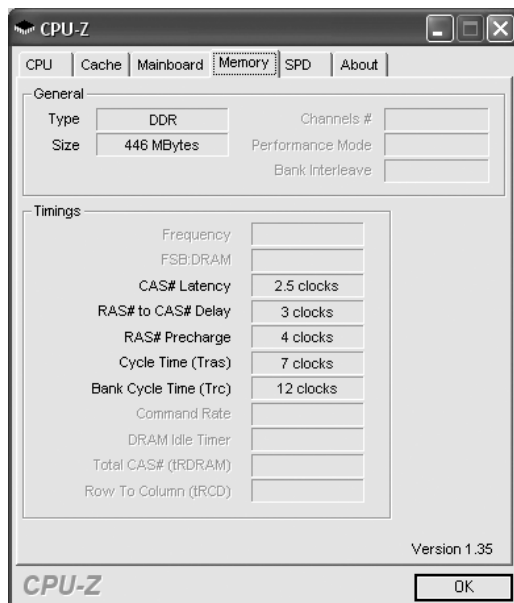 CPU-Z
CPU Cache Mainboard Memory SPD About
General
Type DDR Channels #
Size 446 MBytes Performance Mode
Bank Interleave
Timings
Frequency
FSB:DRAM
CAS# Latency 2.5 clocks
RAS# to CAS# Delay 3 clocks
RAS# Precharge 4 clocks
Cycle Time (Tras) 7 clocks
Bank Cycle Time (Trc) 12 clocks
Command Rate
DRAM Idle Timer
Total CAS# (tRDRAM)
Row To Column (tRCD)
Version 1.35
CPU-Z OK